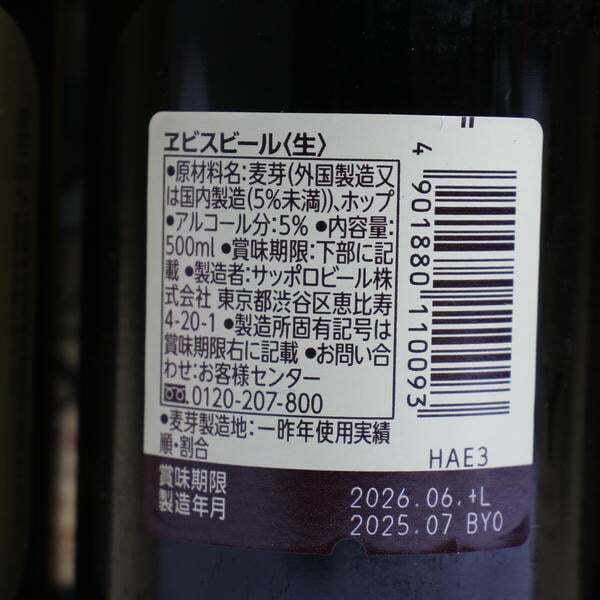 ヱビスビール〈生〉
●原材料名:麦芽(外国製造又
は国内製造(5%未満))、ホップ
●アルコール分:5% ●内容量:
500ml ●賞味期限:下部に記
載 ●製造者:サッポロビール株
式会社 東京都渋谷区恵比寿
4-20-1 ●製造所固有記号は
賞味期限右に記載 ●お問い合
わせ:お客様センター
0120-207-800
●麦芽製造地:一昨年使用実績
順・割合
4 901880 110093
HAE3
賞味期限 2026.06.+L
製造年月 2025.07 BYO